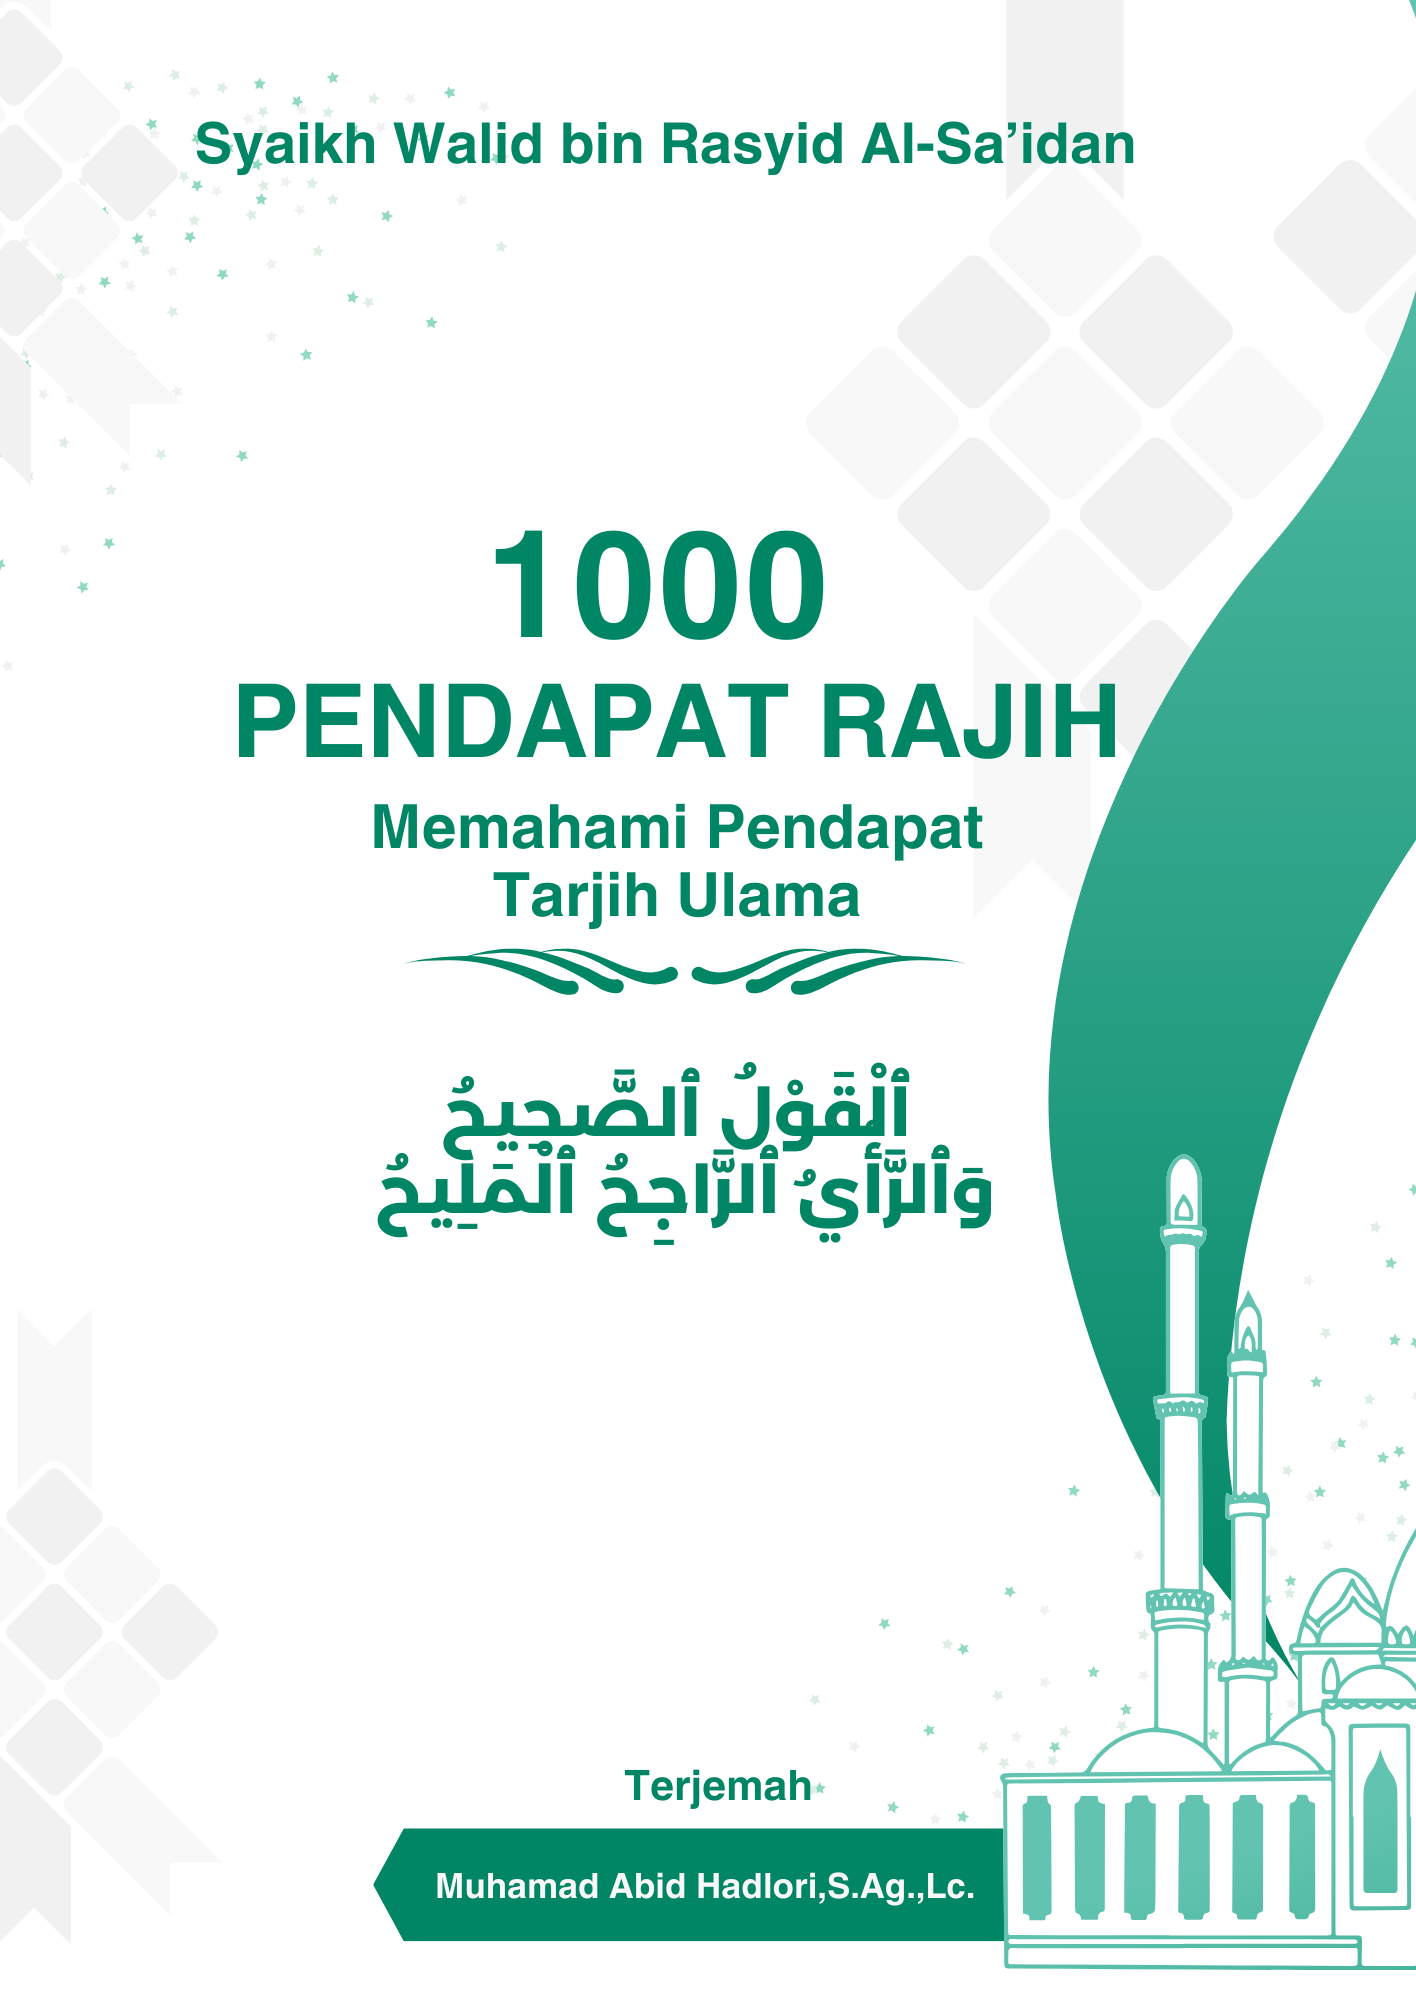 Syaikh Walid bin Rasyid Al-Sa’idan
1000
PENDAPAT RAJIH
Memahami Pendapat
Tarjih Ulama
ٱلْقَوْلُ ٱلصَّحِيحُ
وَٱلرَّأْيُ ٱلرَّاجِحُ ٱلْمَلِيحُ
Terjemah
Muhamad Abid Hadlori,S.Ag.,Lc.